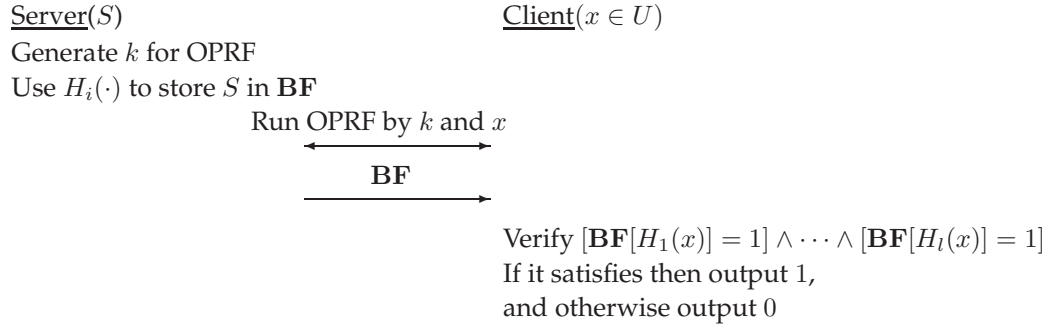 Server(S)
Client(x ∈ U)
Generate k for OPRF
Use H_i(·) to store S in BF
Run OPRF by k and x
BF
Verify [BF[H_1(x)] = 1] ∧ ··· ∧ [BF[H_l(x)] = 1]
If it satisfies then output 1,
and otherwise output 0